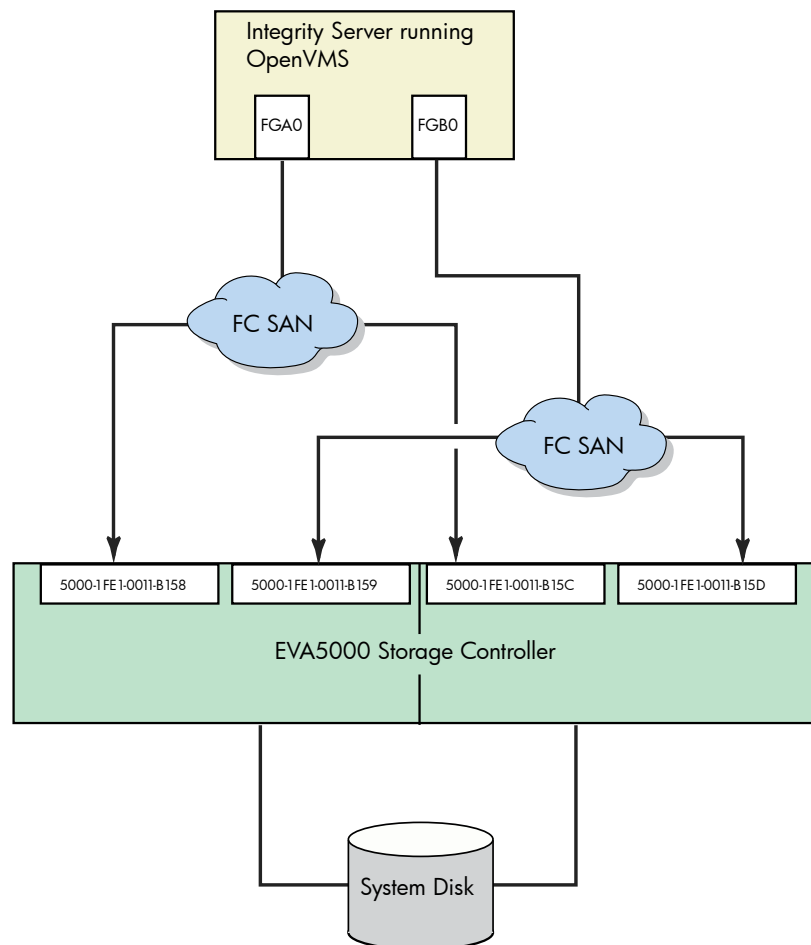 Integrity Server running
OpenVMS
FGA0
FGB0
FC SAN
FC SAN
5000-1FE1-0011-B158
5000-1FE1-0011-B159
5000-1FE1-0011-B15C
5000-1FE1-0011-B15D
EVA5000 Storage Controller
System Disk